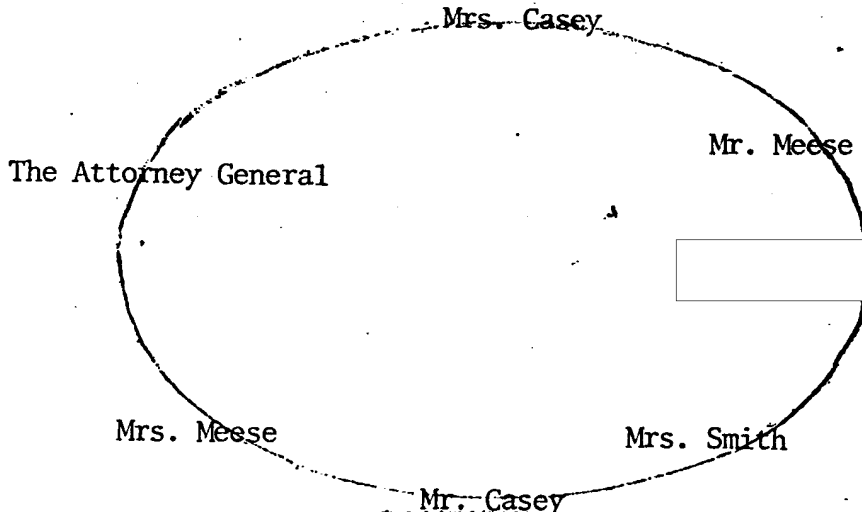 Mrs. Casey
Mr. Meese
The Attorney General
Mrs. Meese
Mrs. Smith
Mr. Casey